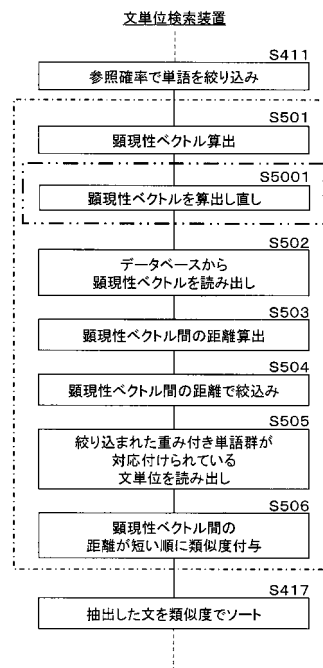 文単位検索装置
S411
参照確率で単語を絞り込み
S501
顕現性ベクトル算出
S5001
顕現性ベクトルを算出し直し
S502
データベースから
顕現性ベクトルを読み出し
S503
顕現性ベクトル間の距離算出
S504
顕現性ベクトル間の距離で絞込み
S505
絞り込まれた重み付き単語群が
対応付けられている
文単位を読み出し
S506
顕現性ベクトル間の
距離が短い順に類似度付与
S417
抽出した文を類似度でソート